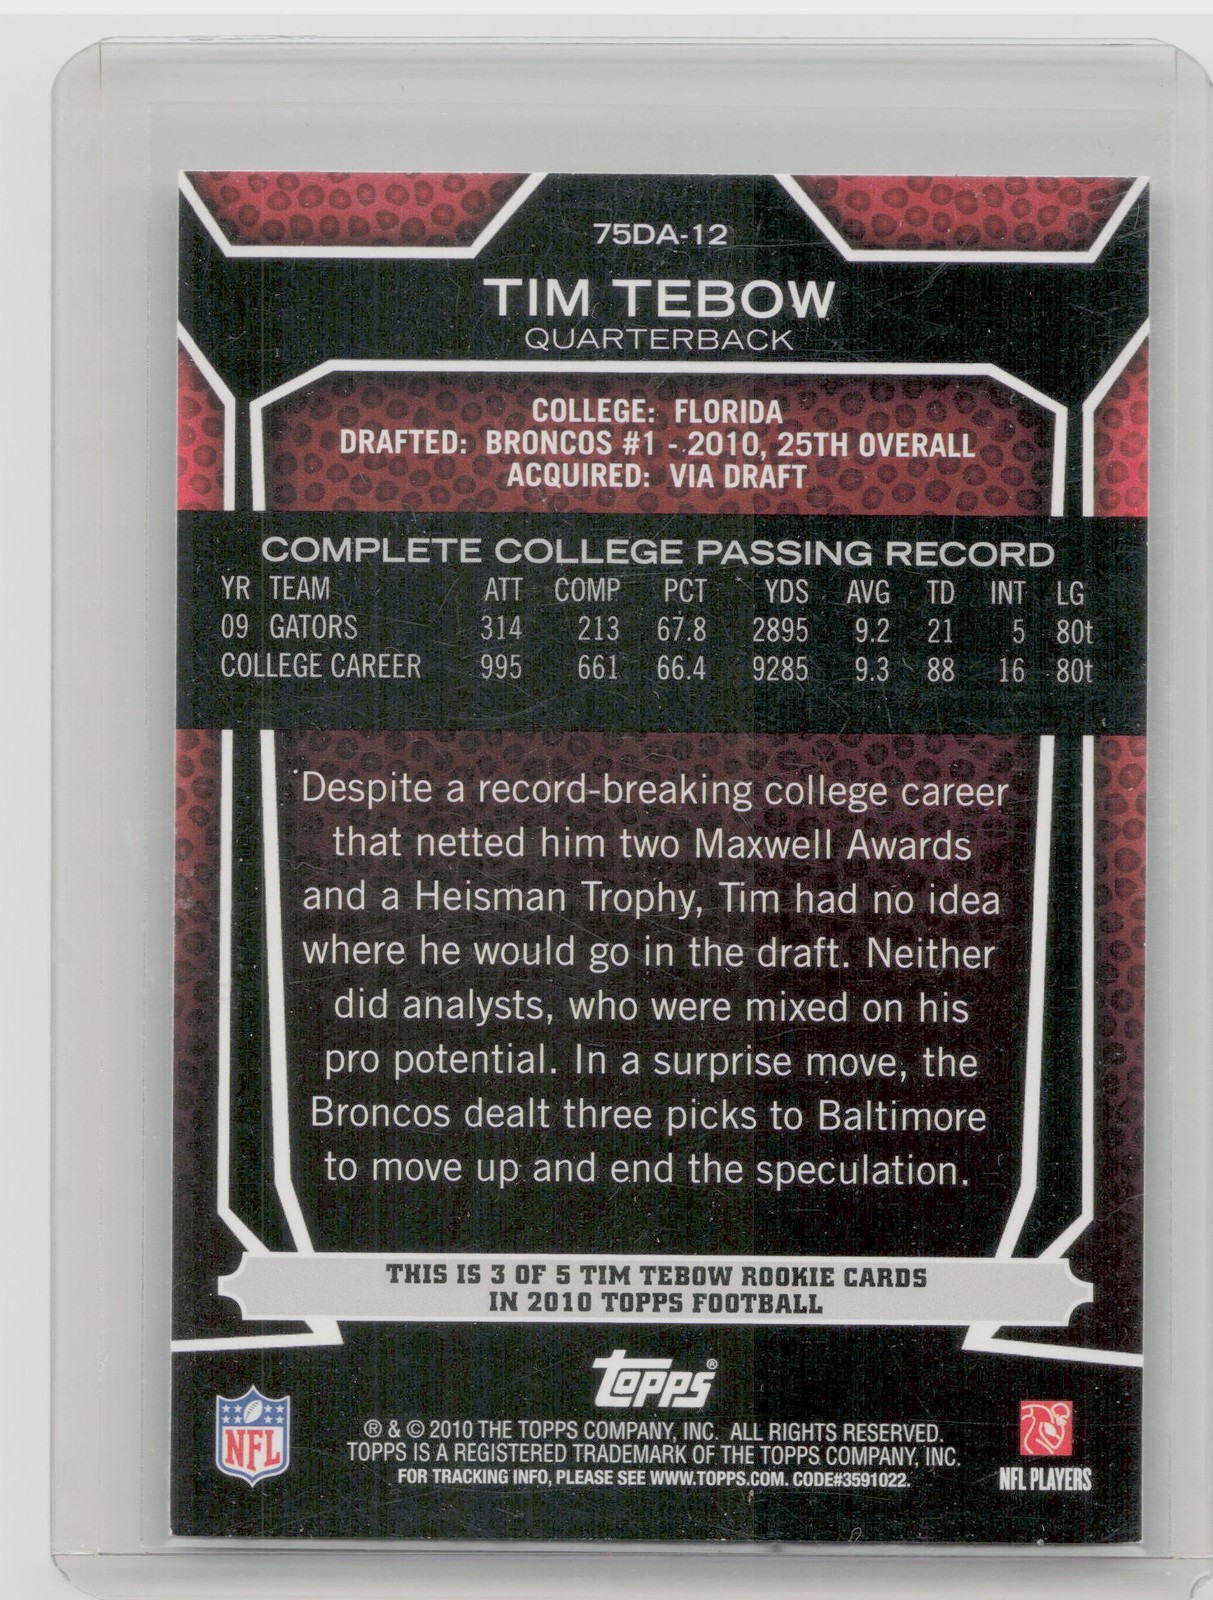 75DA-12
TIM TEBOW
QUARTERBACK
COLLEGE: FLORIDA
DRAFTED: BRONCOS #1 - 2010, 25TH OVERALL
ACQUIRED: VIA DRAFT
COMPLETE COLLEGE PASSING RECORD
YR TEAM ATT COMP PCT YDS AVG TD INT LG
09 GATORS 314 213 67.8 2895 9.2 21 5 80t
COLLEGE CAREER 995 661 66.4 9285 9.3 88 16 80t
Despite a record-breaking college career
that netted him two Maxwell Awards
and a Heisman Trophy, Tim had no idea
where he would go in the draft. Neither
did analysts, who were mixed on his
pro potential. In a surprise move, the
Broncos dealt three picks to Baltimore
to move up and end the speculation.
THIS IS 3 OF 5 TIM TEBOW ROOKIE CARDS
IN 2010 TOPPS FOOTBALL
topps®
NFL
® & © 2010 THE TOPPS COMPANY, INC. ALL RIGHTS RESERVED.
TOPPS IS A REGISTERED TRADEMARK OF THE TOPPS COMPANY, INC.
FOR TRACKING INFO, PLEASE SEE WWW.TOPPS.COM. CODE#3591022.
NFL PLAYERS